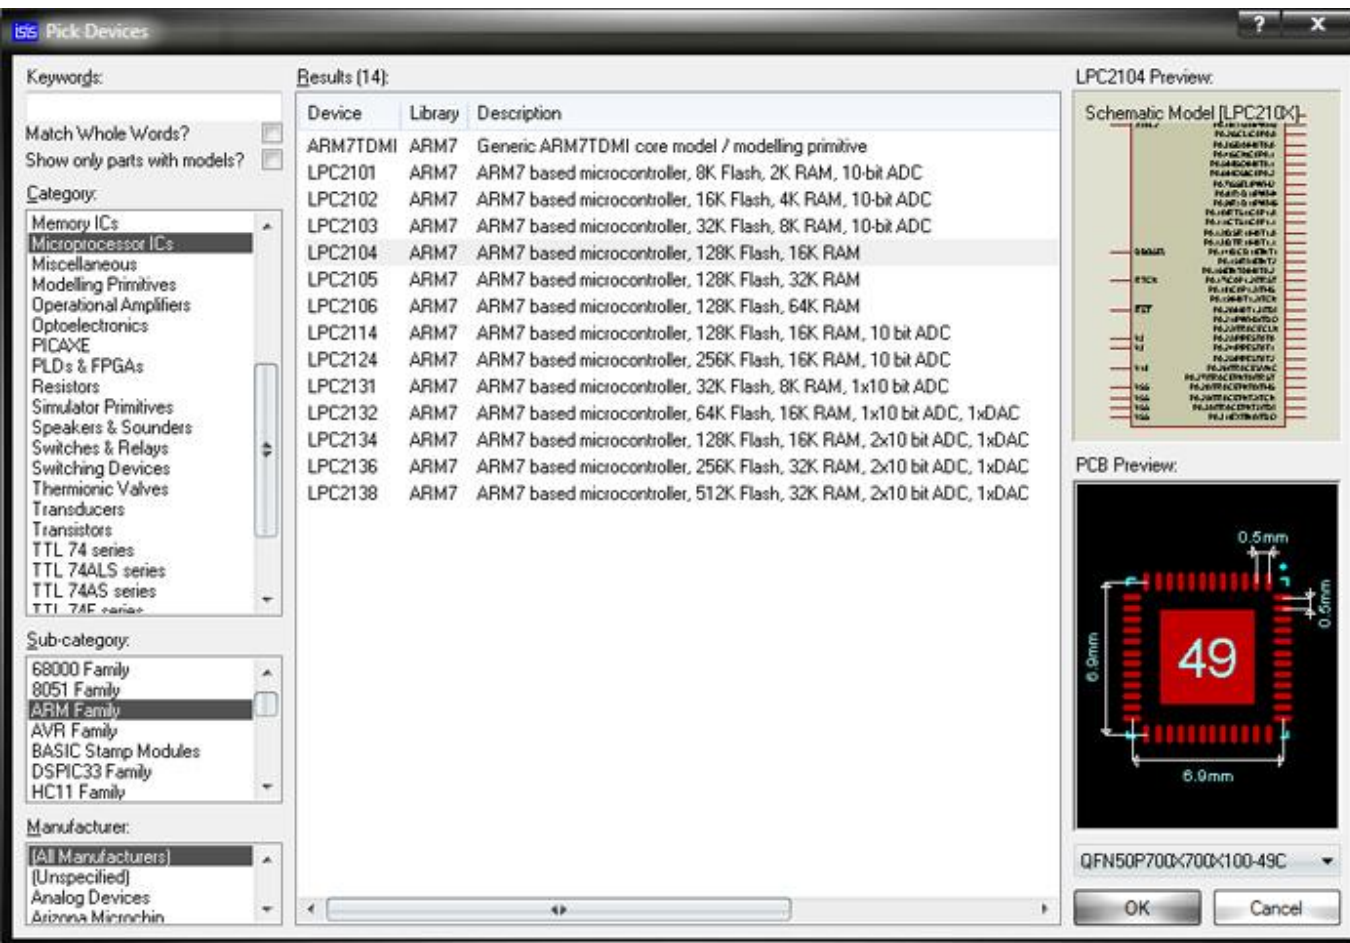 isis Pick Devices
? X
Keywords:
Match Whole Words?
Show only parts with models?
Category:
Memory ICs
Microprocessor ICs
Miscellaneous
Modelling Primitives
Operational Amplifiers
Optoelectronics
PICAXE
PLDs & FPGAs
Resistors
Simulator Primitives
Speakers & Sounders
Switches & Relays
Switching Devices
Thermionic Valves
Transducers
Transistors
TTL 74 series
TTL 74ALS series
TTL 74AS series
TTL 74F series
Sub-category:
68000 Family
8051 Family
ARM Family
AVR Family
BASIC Stamp Modules
DSPIC33 Family
HC11 Family
Manufacturer:
(All Manufacturers)
(Unspecified)
Analog Devices
Arizona Microchip
Results (14):
Device Library Description
ARM7TDMI ARM7 Generic ARM7TDMI core model / modelling primitive
LPC2101 ARM7 ARM7 based microcontroller, 8K Flash, 2K RAM, 10-bit ADC
LPC2102 ARM7 ARM7 based microcontroller, 16K Flash, 4K RAM, 10-bit ADC
LPC2103 ARM7 ARM7 based microcontroller, 32K Flash, 8K RAM, 10-bit ADC
LPC2104 ARM7 ARM7 based microcontroller, 128K Flash, 16K RAM
LPC2105 ARM7 ARM7 based microcontroller, 128K Flash, 32K RAM
LPC2106 ARM7 ARM7 based microcontroller, 128K Flash, 64K RAM
LPC2114 ARM7 ARM7 based microcontroller, 128K Flash, 16K RAM, 10 bit ADC
LPC2124 ARM7 ARM7 based microcontroller, 256K Flash, 16K RAM, 10 bit ADC
LPC2131 ARM7 ARM7 based microcontroller, 32K Flash, 8K RAM, 1x10 bit ADC
LPC2132 ARM7 ARM7 based microcontroller, 64K Flash, 16K RAM, 1x10 bit ADC, 1xDAC
LPC2134 ARM7 ARM7 based microcontroller, 128K Flash, 16K RAM, 2x10 bit ADC, 1xDAC
LPC2136 ARM7 ARM7 based microcontroller, 256K Flash, 32K RAM, 2x10 bit ADC, 1xDAC
LPC2138 ARM7 ARM7 based microcontroller, 512K Flash, 32K RAM, 2x10 bit ADC, 1xDAC
LPC2104 Preview:
Schematic Model [LPC210X]
PCB Preview:
0.5mm
0.5mm
6.9mm
49
6.9mm
QFN50P700X700X100-49C
OK Cancel